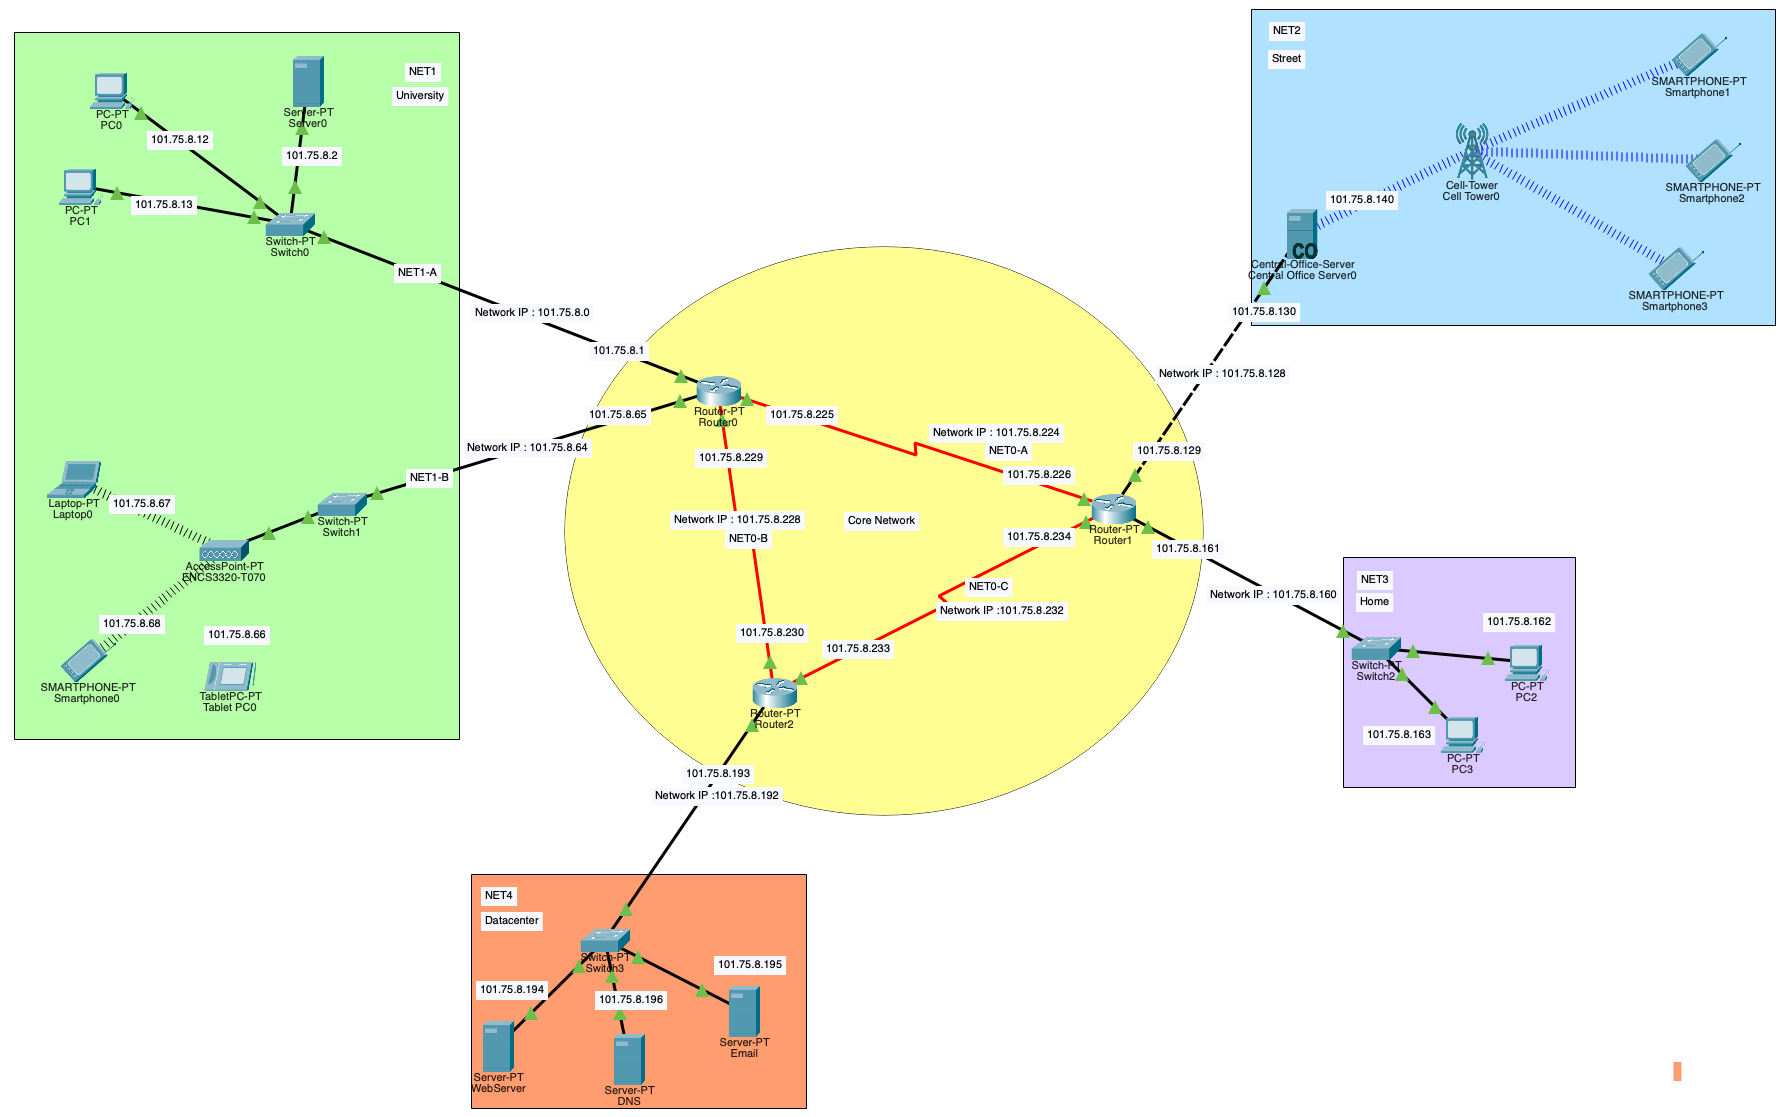 NET1
University
PC-PT
PC0
Server-PT
Server0
101.75.8.12
101.75.8.2
PC-PT
PC1
101.75.8.13
Switch-PT
Switch0
NET1-A
Network IP : 101.75.8.0
101.75.8.1
101.75.8.65
Network IP : 101.75.8.64
NET1-B
Laptop-PT
Laptop0
101.75.8.67
Switch-PT
Switch1
AccessPoint-PT
ENCS3320-T070
101.75.8.68
101.75.8.66
SMARTPHONE-PT
Smartphone0
TabletPC-PT
Tablet PC0
Router-PT
Router0
101.75.8.225
101.75.8.229
Network IP : 101.75.8.224
NET0-A
101.75.8.226
Network IP : 101.75.8.228
NET0-B
Core Network
101.75.8.234
Router-PT
Router1
NET0-C
Network IP :101.75.8.232
101.75.8.230
101.75.8.233
Router-PT
Router2
101.75.8.193
Network IP :101.75.8.192
NET2
Street
SMARTPHONE-PT
Smartphone1
Cell-Tower
Cell Tower0
SMARTPHONE-PT
Smartphone2
101.75.8.140
CO
Central-Office-Server
Central Office Server0
SMARTPHONE-PT
Smartphone3
101.75.8.130
Network IP : 101.75.8.128
101.75.8.129
101.75.8.161
Network IP : 101.75.8.160
NET3
Home
101.75.8.162
Switch-PT
Switch2
PC-PT
PC2
101.75.8.163
PC-PT
PC3
NET4
Datacenter
Switch-PT
Switch3
101.75.8.195
101.75.8.194
101.75.8.196
Server-PT
Email
Server-PT
WebServer
Server-PT
DNS